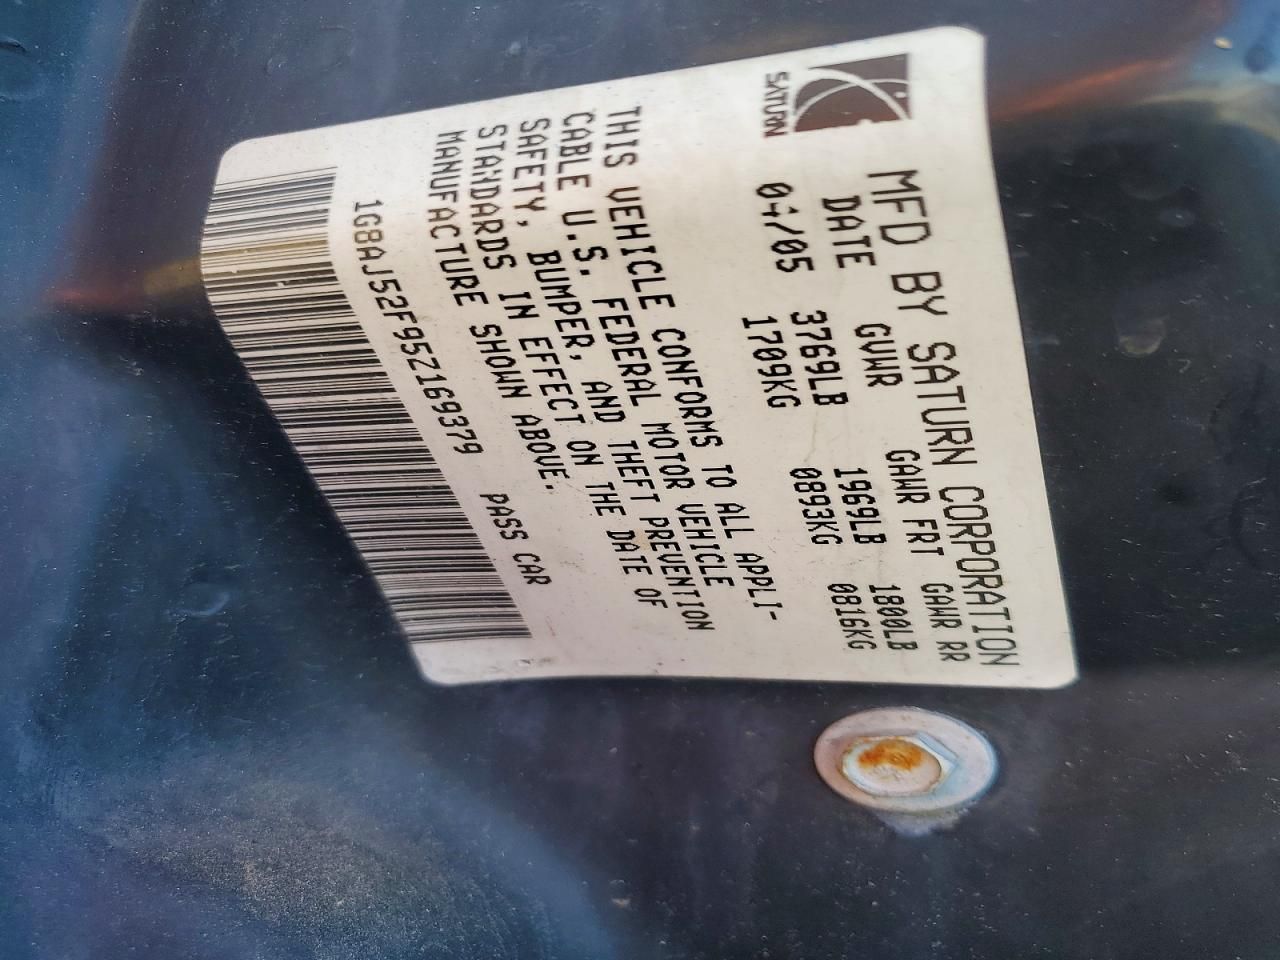 SATURN
MFD BY SATURN CORPORATION
DATE GVWR GAWR FRT GAWR RR
04/05 3769LB 1969LB 1800LB
1709KG 0893KG 0816KG
THIS VEHICLE CONFORMS TO ALL APPLI-
CABLE U.S. FEDERAL MOTOR VEHICLE
SAFETY, BUMPER, AND THEFT PREVENTION
STANDARDS IN EFFECT ON THE DATE OF
MANUFACTURE SHOWN ABOVE.
1G8AJ52F95Z169379 PASS CAR